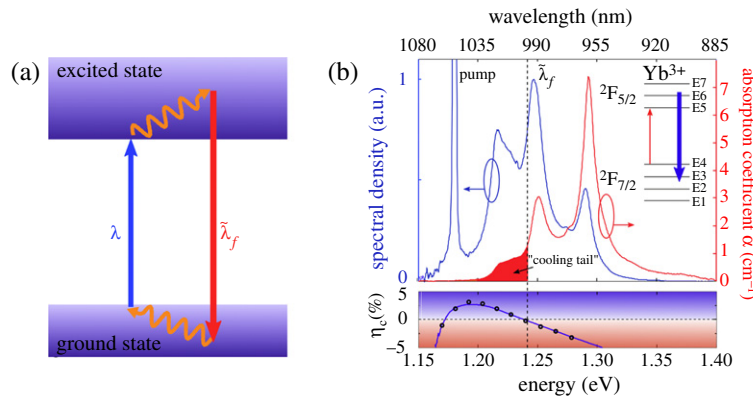 (a)
excited state
λ
λ̃f
ground state
(b)
wavelength (nm)
1080 1035 990 955 920 885
pump
λ̃f
Yb³⁺
E7
E6
E5
²F5/2
E4
²F7/2
E3
E2
E1
1
0
spectral density (a.u.)
7
6
5
4
3
2
1
0
absorption coefficient α (cm⁻¹)
"cooling tail"
5
0
−5
ηc(%)
1.15 1.20 1.25 1.30 1.35 1.40
energy (eV)